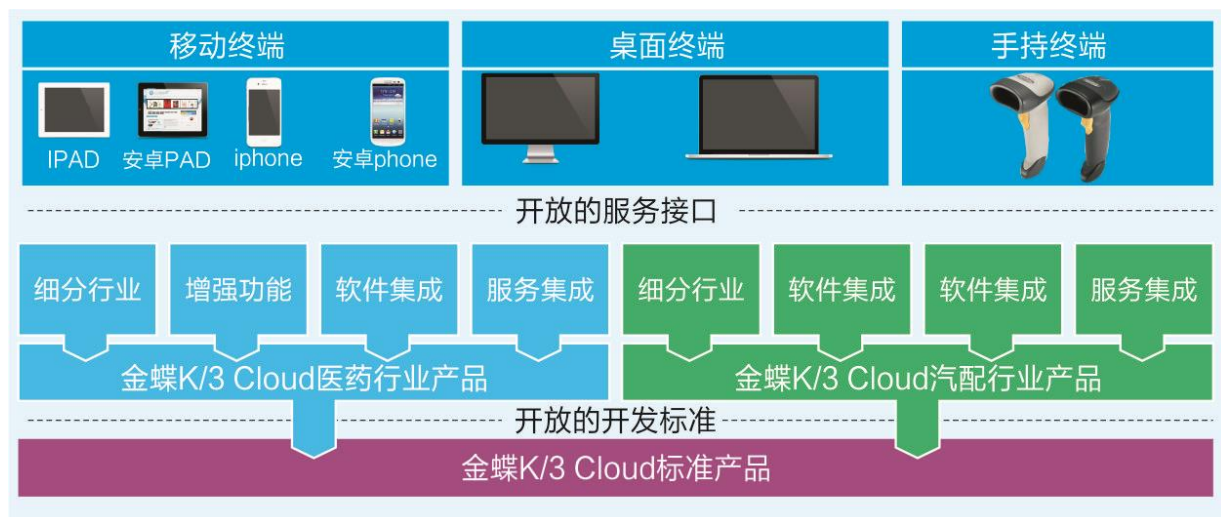 移动终端
桌面终端
手持终端
IPAD
安卓PAD
iphone
安卓phone
开放的服务接口
细分行业
增强功能
软件集成
服务集成
细分行业
软件集成
软件集成
服务集成
金蝶K/3 Cloud医药行业产品
金蝶K/3 Cloud汽配行业产品
开放的开发标准
金蝶K/3 Cloud标准产品